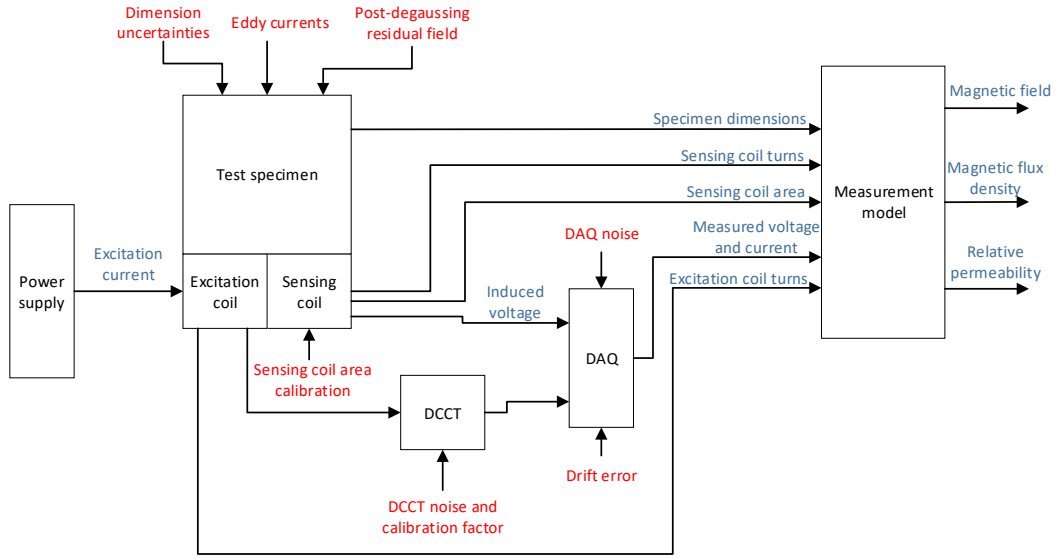 Dimension
uncertainties
Eddy currents
Post-degaussing
residual field
Test specimen
Specimen dimensions
Sensing coil turns
Sensing coil area
Measured voltage
and current
Excitation coil turns
Measurement
model
Magnetic field
Magnetic flux
density
Relative
permeability
Power
supply
Excitation
current
Excitation
coil
Sensing
coil
Induced
voltage
DAQ noise
DAQ
Drift error
Sensing coil area
calibration
DCCT
DCCT noise and
calibration factor